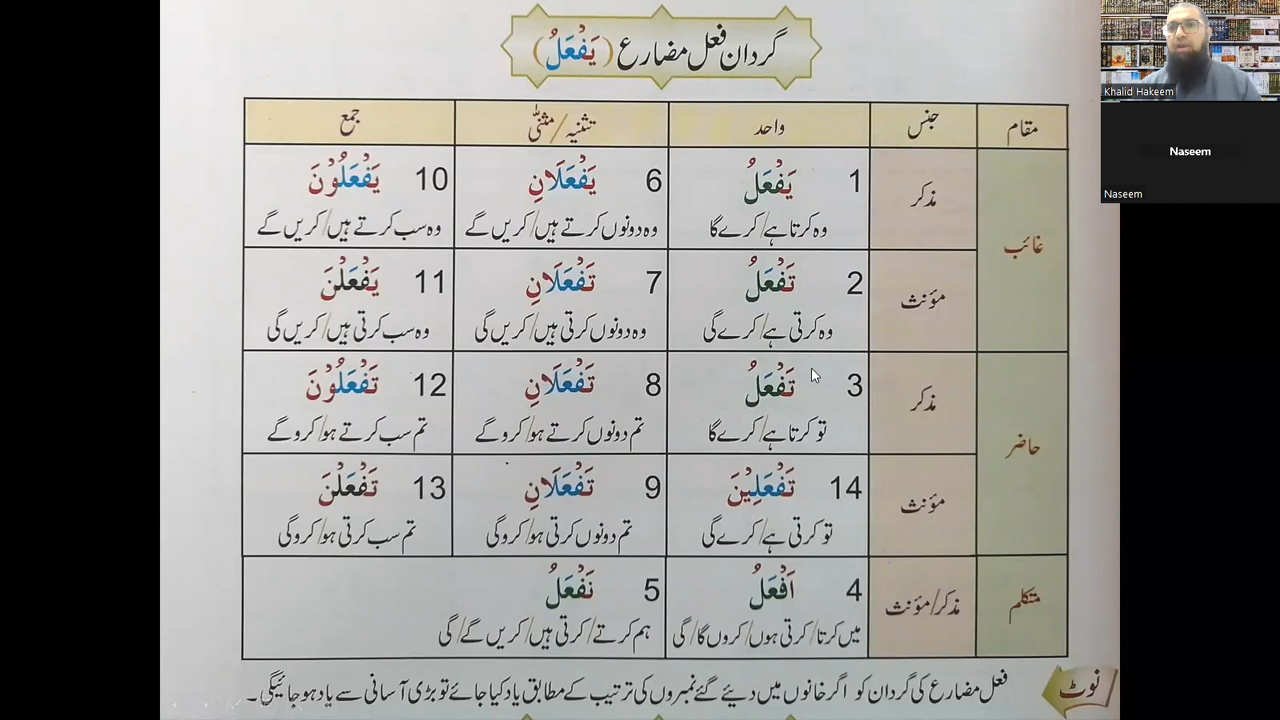 گردان فعل مضارع (یَفْعَلُ)
مقام جنس واحد تثنیہ/مثنیّٰ جمع
غائب
مذکر
1 یَفْعَلُ
وہ کرتا ہے/کرے گا
6 یَفْعَلَانِ
وہ دونوں کرتے ہیں/کریں گے
10 یَفْعَلُوْنَ
وہ سب کرتے ہیں/کریں گے
مؤنث
2 تَفْعَلُ
وہ کرتی ہے/کرے گی
7 تَفْعَلَانِ
وہ دونوں کرتی ہیں/کریں گی
11 یَفْعَلْنَ
وہ سب کرتی ہیں/کریں گی
حاضر
مذکر
3 تَفْعَلُ
تو کرتا ہے/کرے گا
8 تَفْعَلَانِ
تم دونوں کرتے ہو/کرو گے
12 تَفْعَلُوْنَ
تم سب کرتے ہو/کرو گے
مؤنث
14 تَفْعَلِیْنَ
تو کرتی ہے/کرے گی
9 تَفْعَلَانِ
تم دونوں کرتی ہو/کرو گی
13 تَفْعَلْنَ
تم سب کرتی ہو/کرو گی
متکلم
مذکر/مؤنث
4 اَفْعَلُ
میں کرتا/کرتی ہوں/کروں گا/گی
5 نَفْعَلُ
ہم کرتے/کرتی ہیں/کریں گے/گی
نوٹ
فعل مضارع کی گردان کو اگر خانوں میں دیئے گئے نمبروں کی ترتیب کے مطابق یاد کیا جائے تو بڑی آسانی سے یاد ہو جائیگی۔
Khalid Hakeem
Naseem
Naseem